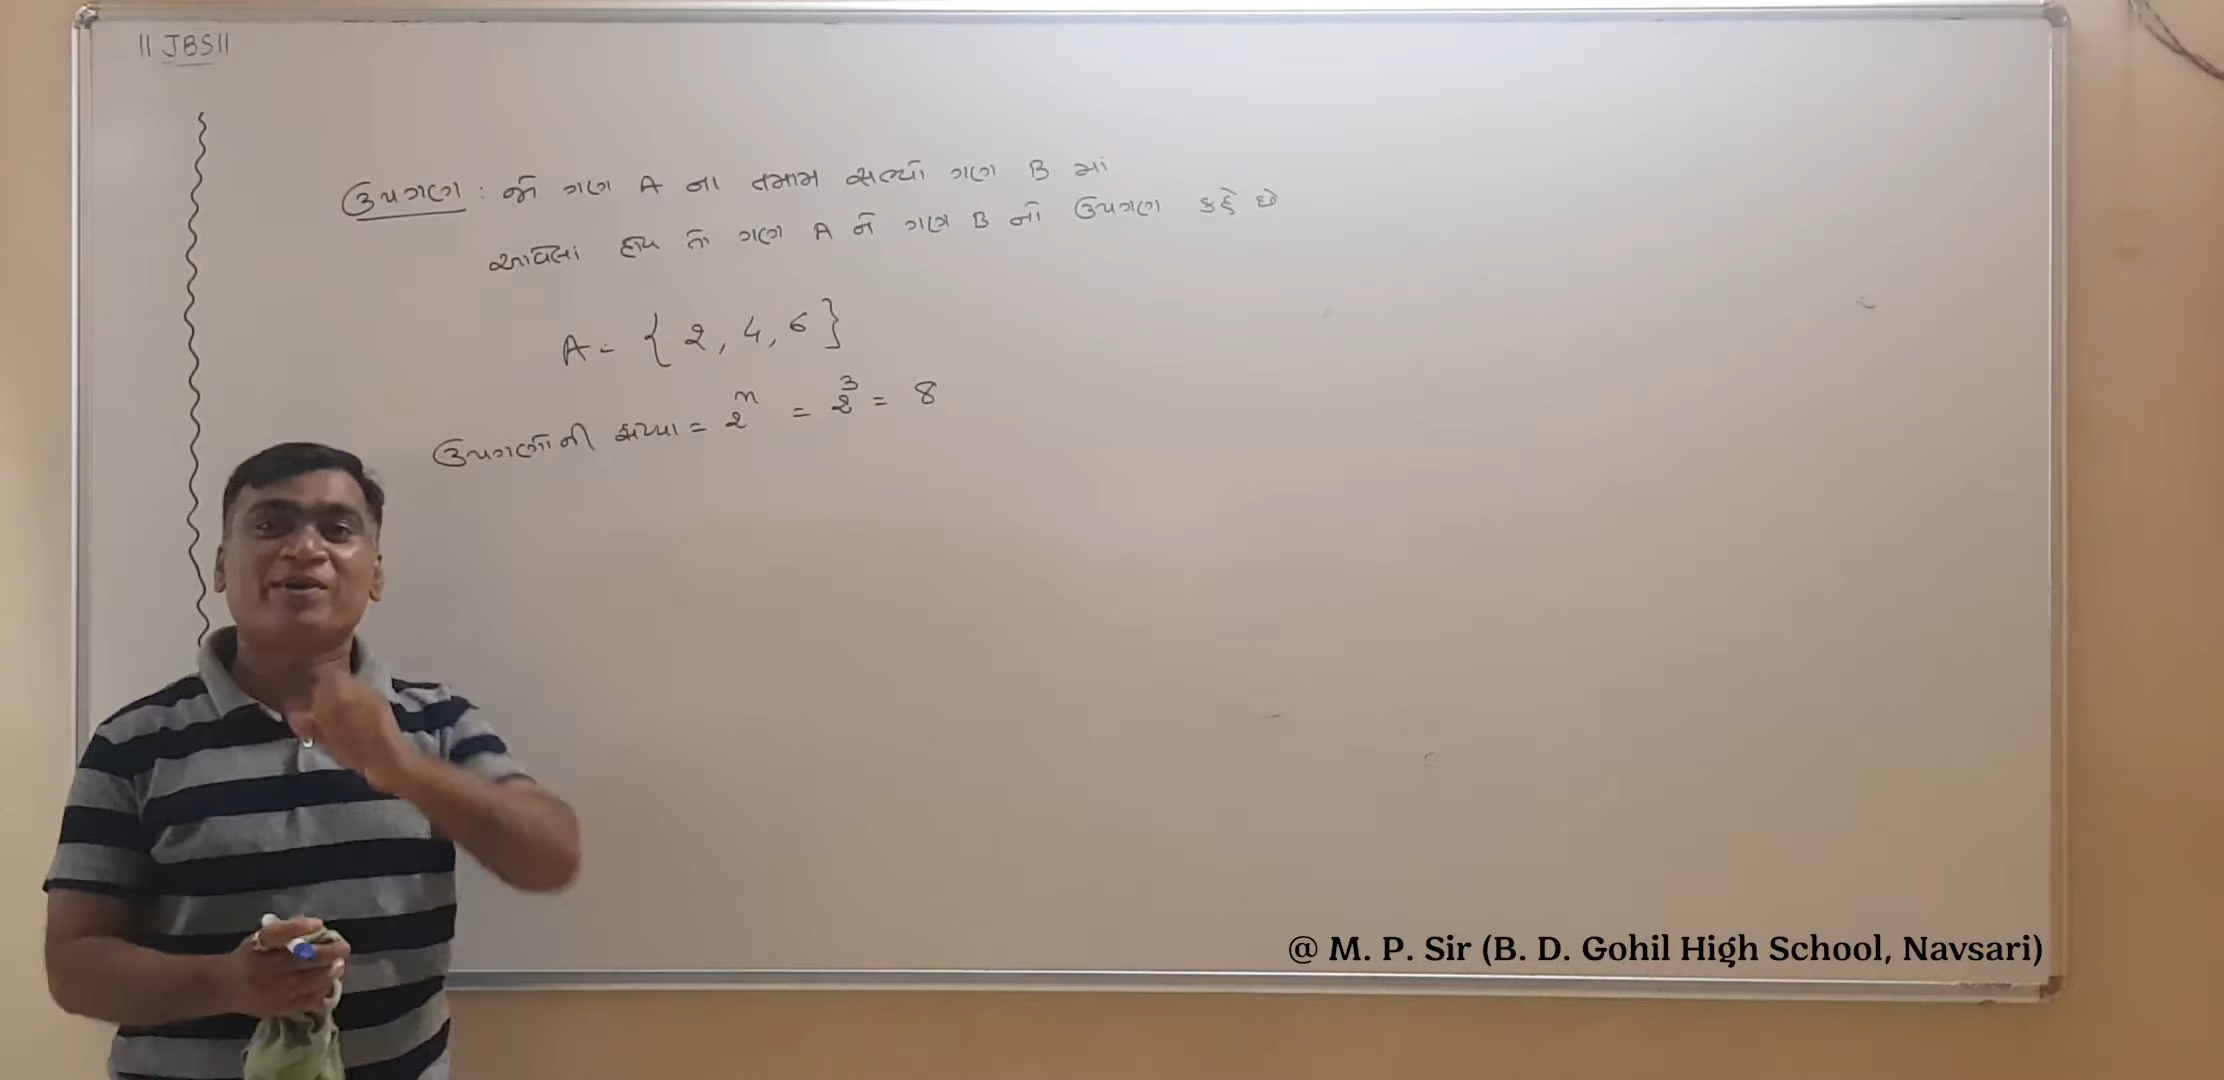 || JBS ||
ઉપગણ : જો ગણ A ના તમામ સભ્યો ગણ B માં
આવેલાં હોય તો ગણ A ને ગણ B નો ઉપગણ કહે છે
A = { 2, 4, 6 }
ઉપગણોની સંખ્યા = 2ⁿ = 2³ = 8
@ M. P. Sir (B. D. Gohil High School, Navsari)